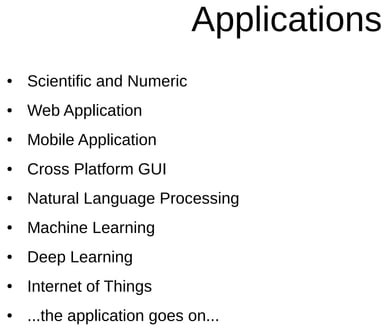 Applications
• Scientific and Numeric
• Web Application
• Mobile Application
• Cross Platform GUI
• Natural Language Processing
• Machine Learning
• Deep Learning
• Internet of Things
• ...the application goes on...